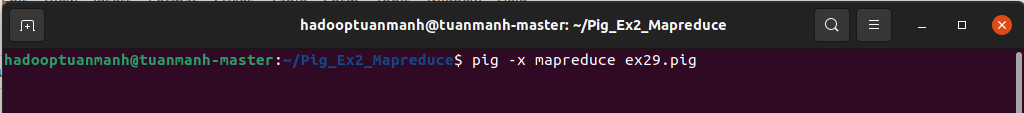 hadooptuanmanh@tuanmanh-master: ~/Pig_Ex2_Mapreduce
hadooptuanmanh@tuanmanh-master:~/Pig_Ex2_Mapreduce$ pig -x mapreduce ex29.pig